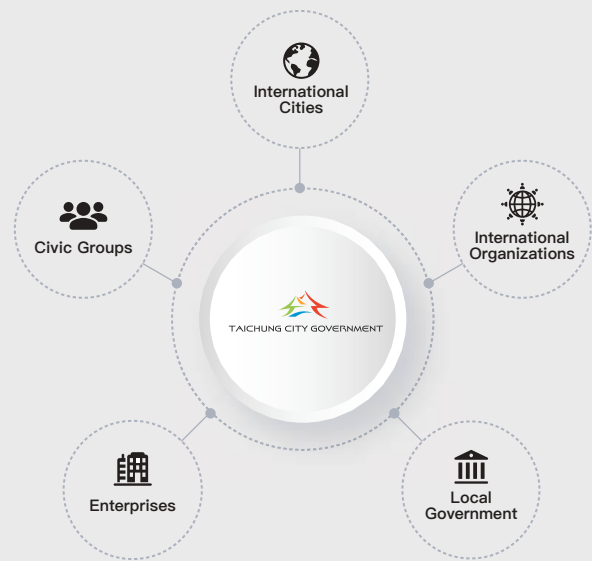 International
Cities
Civic Groups
International
Organizations
TAICHUNG CITY GOVERNMENT
Enterprises
Local
Government